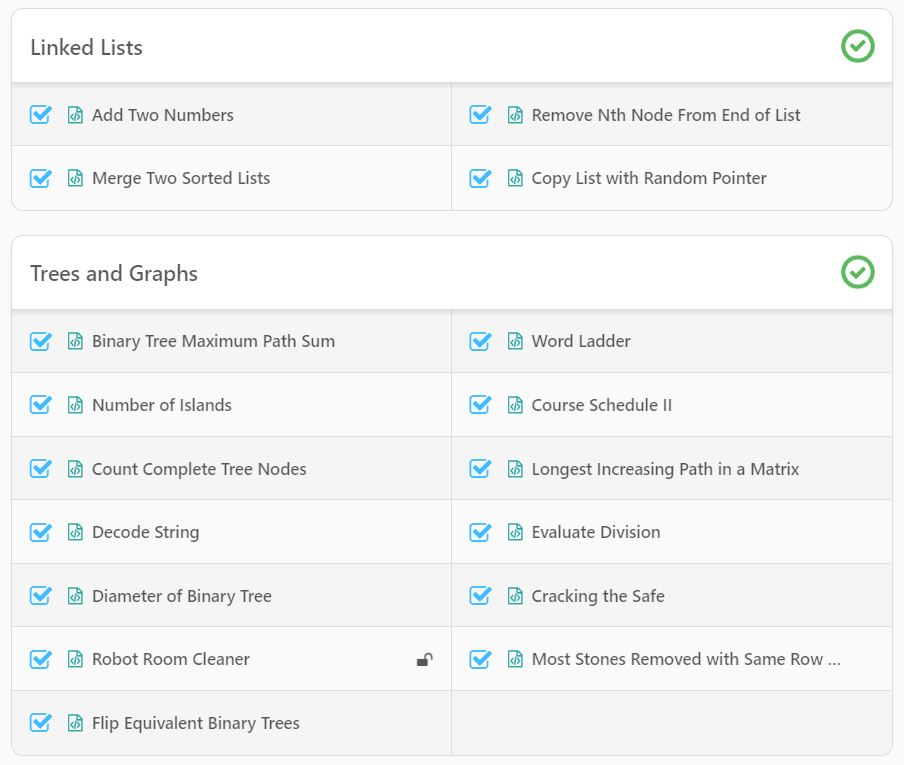 Linked Lists
Add Two Numbers
Remove Nth Node From End of List
Merge Two Sorted Lists
Copy List with Random Pointer
Trees and Graphs
Binary Tree Maximum Path Sum
Word Ladder
Number of Islands
Course Schedule II
Count Complete Tree Nodes
Longest Increasing Path in a Matrix
Decode String
Evaluate Division
Diameter of Binary Tree
Cracking the Safe
Robot Room Cleaner
Most Stones Removed with Same Row ...
Flip Equivalent Binary Trees